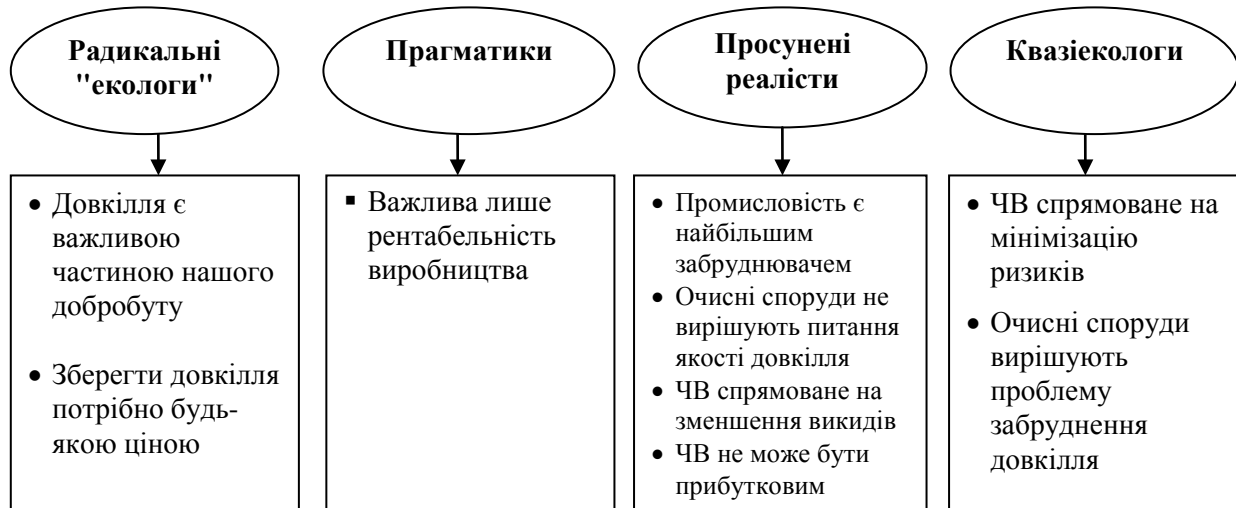 Радикальні
"екологи"
Прагматики
Просунені
реалісти
Квазіекологи
• Довкілля є
важливою
частиною нашого
добробуту
• Зберегти довкілля
потрібно будь-
якою ціною
▪ Важлива лише
рентабельність
виробництва
• Промисловість є
найбільшим
забруднювачем
• Очисні споруди не
вирішують питання
якості довкілля
• ЧВ спрямоване на
зменшення викидів
• ЧВ не може бути
прибутковим
• ЧВ спрямоване на
мінімізацію
ризиків
• Очисні споруди
вирішують
проблему
забруднення
довкілля